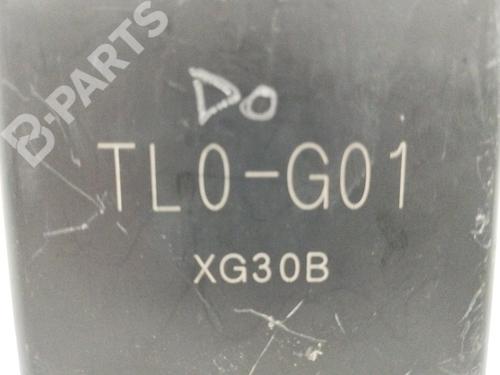 B-PARTS
DO
TL0-G01
XG30B